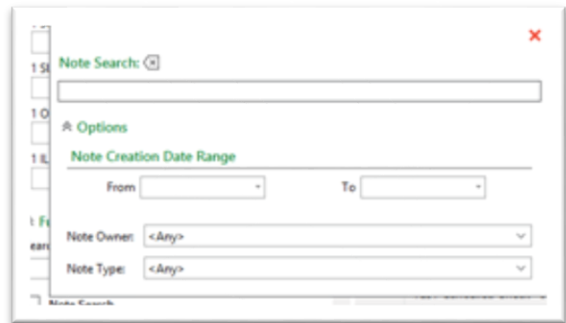 Note Search:
Options
Note Creation Date Range
From
To
Note Owner: <Any>
Note Type: <Any>
Note Search